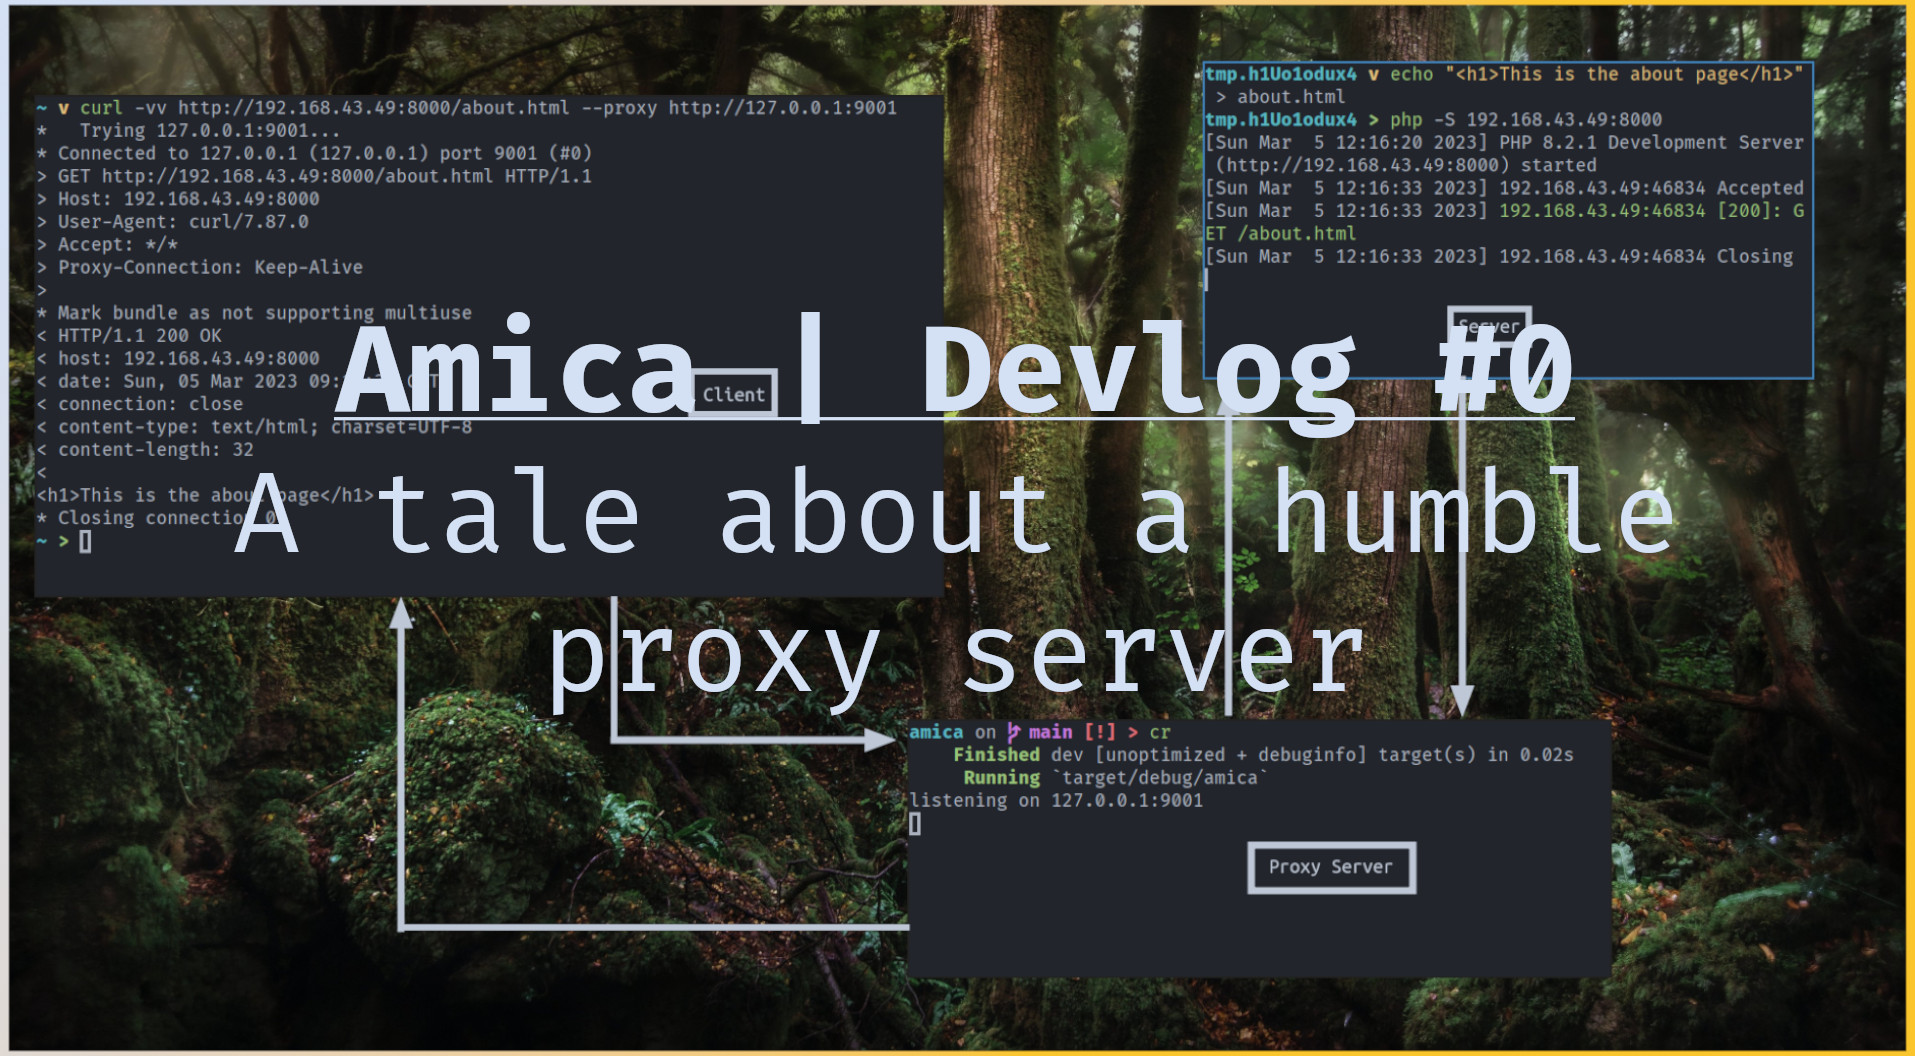 ~ v curl -vv http://192.168.43.49:8000/about.html --proxy http://127.0.0.1:9001
*   Trying 127.0.0.1:9001...
* Connected to 127.0.0.1 (127.0.0.1) port 9001 (#0)
> GET http://192.168.43.49:8000/about.html HTTP/1.1
> Host: 192.168.43.49:8000
> User-Agent: curl/7.87.0
> Accept: */*
> Proxy-Connection: Keep-Alive
>
* Mark bundle as not supporting multiuse
< HTTP/1.1 200 OK
< host: 192.168.43.49:8000
< date: Sun, 05 Mar 2023
< connection: close
< content-type: text/html; charset=UTF-8
< content-length: 32
<
<h1>This is the about page</h1>
* Closing connection 0
~ >
Client
tmp.h1Uo1odux4 v echo "<h1>This is the about page</h1>"
> about.html
tmp.h1Uo1odux4 > php -S 192.168.43.49:8000
[Sun Mar  5 12:16:20 2023] PHP 8.2.1 Development Server
(http://192.168.43.49:8000) started
[Sun Mar  5 12:16:33 2023] 192.168.43.49:46834 Accepted
[Sun Mar  5 12:16:33 2023] 192.168.43.49:46834 [200]: G
ET /about.html
[Sun Mar  5 12:16:33 2023] 192.168.43.49:46834 Closing
Server
Amica | Devlog #0
A tale about a humble
proxy server
amica on main [!] > cr
Finished dev [unoptimized + debuginfo] target(s) in 0.02s
Running `target/debug/amica`
listening on 127.0.0.1:9001
Proxy Server